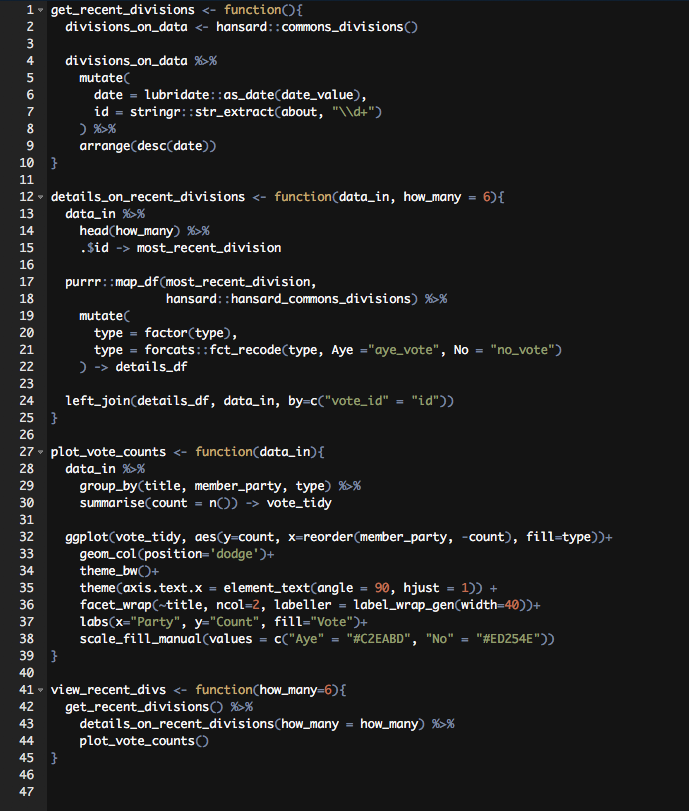 1 get_recent_divisions <- function(){
2   divisions_on_data <- hansard::commons_divisions()
3
4   divisions_on_data %>%
5     mutate(
6       date = lubridate::as_date(date_value),
7       id = stringr::str_extract(about, "\\d+")
8     ) %>%
9     arrange(desc(date))
10 }
11
12 details_on_recent_divisions <- function(data_in, how_many = 6){
13   data_in %>%
14     head(how_many) %>%
15     .$id -> most_recent_division
16
17   purrr::map_df(most_recent_division,
18                 hansard::hansard_commons_divisions) %>%
19     mutate(
20       type = factor(type),
21       type = forcats::fct_recode(type, Aye ="aye_vote", No = "no_vote")
22     ) -> details_df
23
24   left_join(details_df, data_in, by=c("vote_id" = "id"))
25 }
26
27 plot_vote_counts <- function(data_in){
28   data_in %>%
29     group_by(title, member_party, type) %>%
30     summarise(count = n()) -> vote_tidy
31
32   ggplot(vote_tidy, aes(y=count, x=reorder(member_party, -count), fill=type))+
33     geom_col(position='dodge')+
34     theme_bw()+
35     theme(axis.text.x = element_text(angle = 90, hjust = 1)) +
36     facet_wrap(~title, ncol=2, labeller = label_wrap_gen(width=40))+
37     labs(x="Party", y="Count", fill="Vote")+
38     scale_fill_manual(values = c("Aye" = "#C2EABD", "No" = "#ED254E"))
39 }
40
41 view_recent_divs <- function(how_many=6){
42   get_recent_divisions() %>%
43     details_on_recent_divisions(how_many = how_many) %>%
44     plot_vote_counts()
45 }
46
47